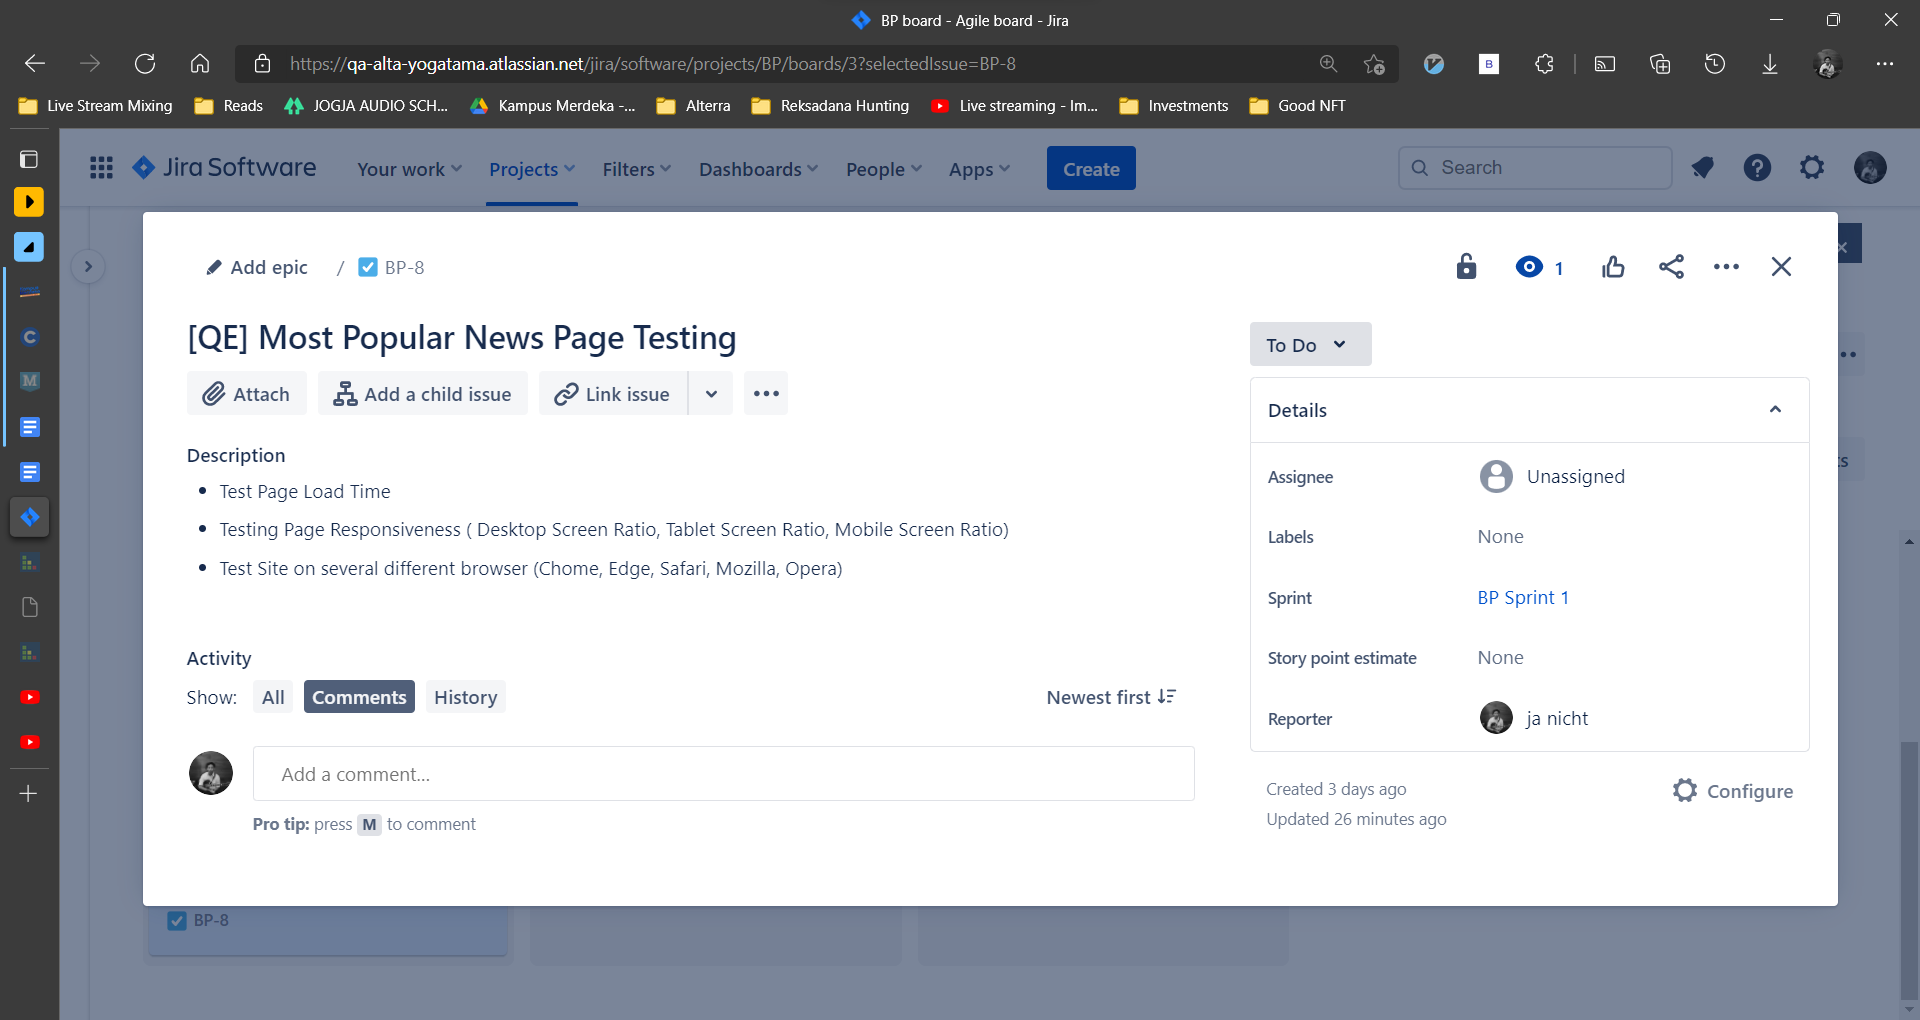 BP board - Agile board - Jira
https://qa-alta-yogatama.atlassian.net/jira/software/projects/BP/boards/3?selectedIssue=BP-8
B
Live Stream Mixing Reads JOGJA AUDIO SCH... Kampus Merdeka -... Alterra Reksadana Hunting Live streaming - Im... Investments Good NFT
Jira Software Your work Projects Filters Dashboards People Apps Create Search
Add epic / BP-8
1
[QE] Most Popular News Page Testing
To Do
Attach Add a child issue Link issue
Details
Description
Test Page Load Time
Testing Page Responsiveness ( Desktop Screen Ratio, Tablet Screen Ratio, Mobile Screen Ratio)
Test Site on several different browser (Chome, Edge, Safari, Mozilla, Opera)
Assignee Unassigned
Labels None
Sprint BP Sprint 1
Story point estimate None
Reporter ja nicht
Activity
Show: All Comments History Newest first
Add a comment...
Pro tip: press M to comment
Created 3 days ago
Updated 26 minutes ago
Configure
BP-8